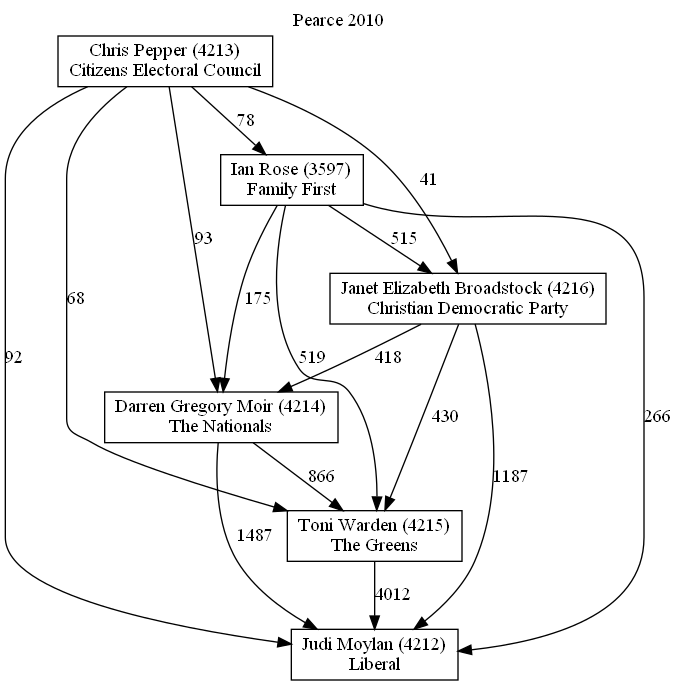 Pearce 2010
Chris Pepper (4213)
Citizens Electoral Council
78
Ian Rose (3597)
Family First
41
93
515
Janet Elizabeth Broadstock (4216)
Christian Democratic Party
68
175
92
519
418
Darren Gregory Moir (4214)
The Nationals
430
266
866
1187
Toni Warden (4215)
The Greens
1487
4012
Judi Moylan (4212)
Liberal